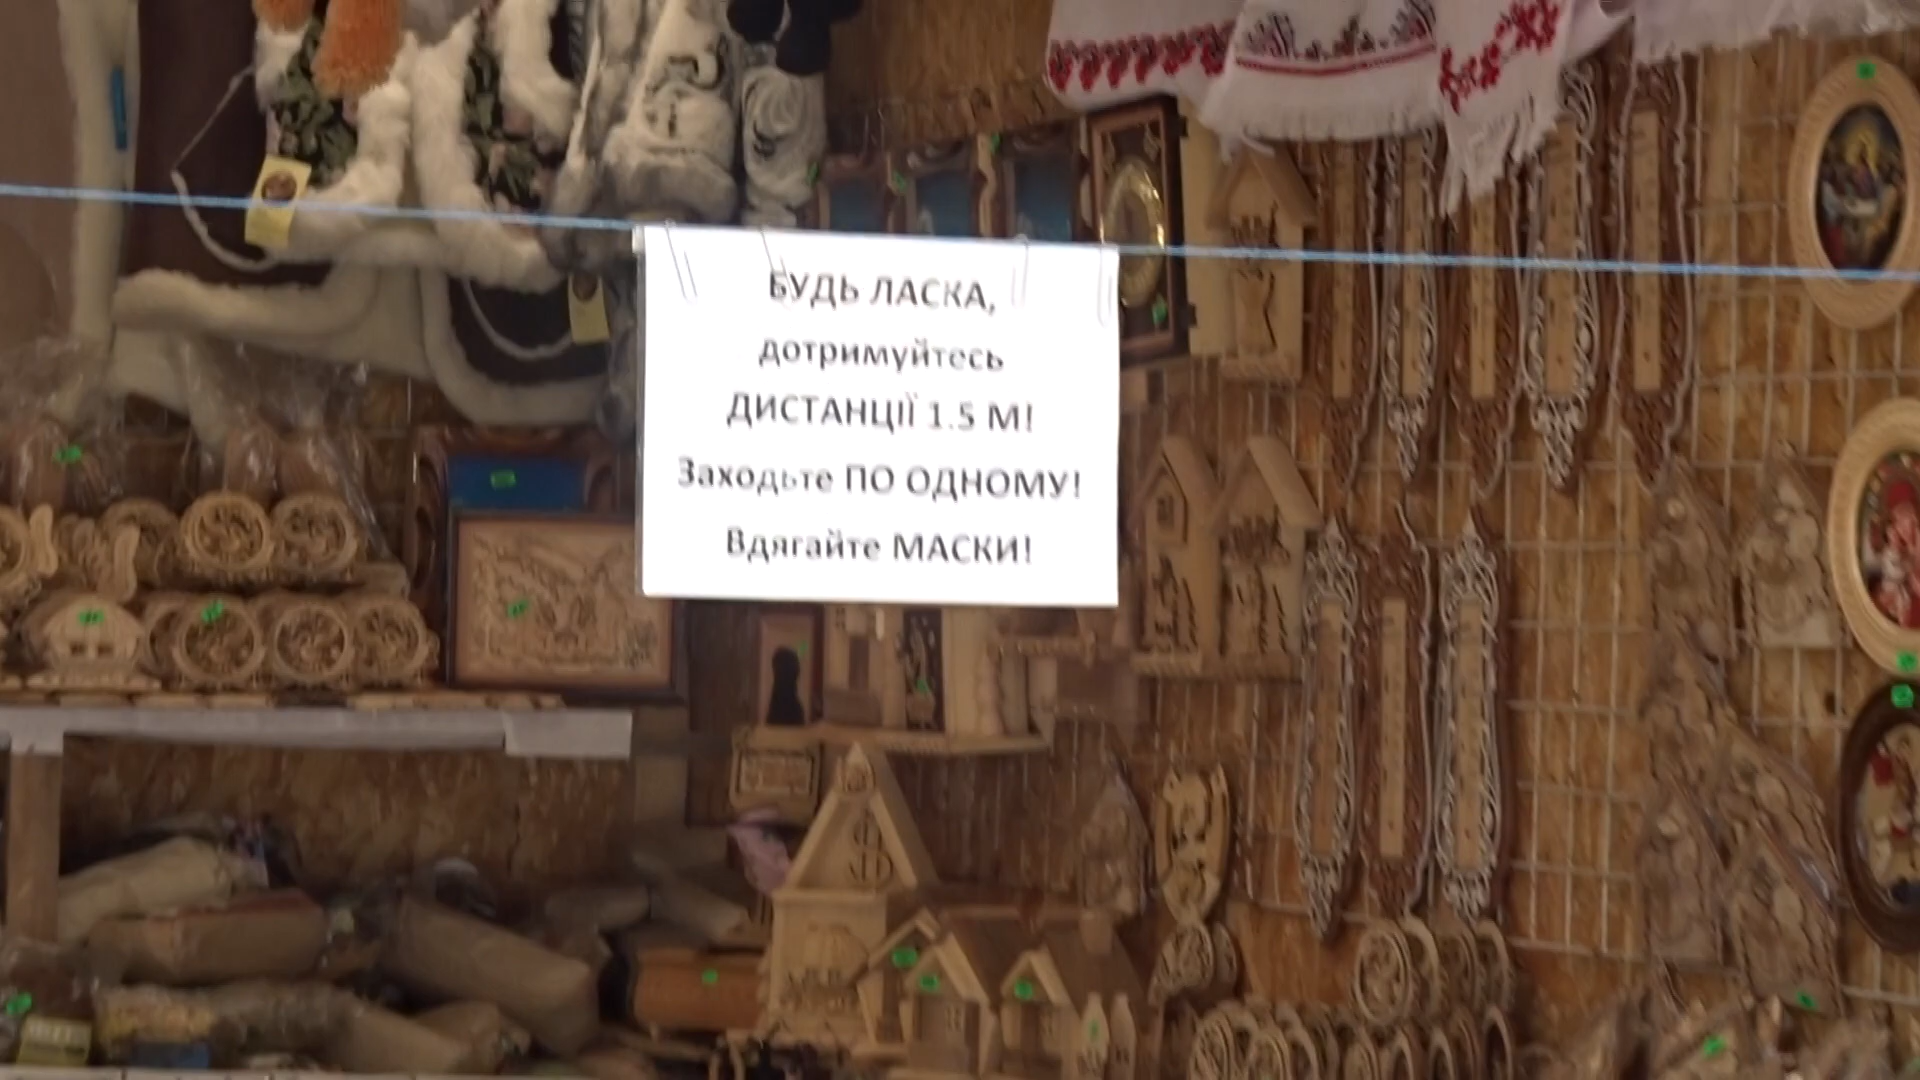 БУДЬ ЛАСКА,
дотримуйтесь
ДИСТАНЦІЇ 1.5 М!
Заходьте ПО ОДНОМУ!
Вдягайте МАСКИ!